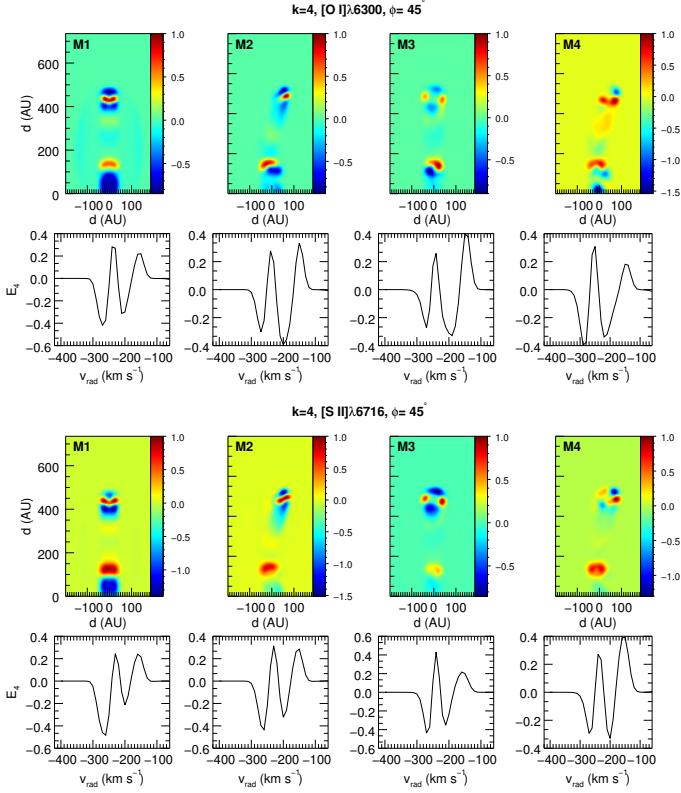 k=4, [O I]λ6300, ϕ= 45°
M1 M2 M3 M4
d (AU)
600
400
200
0
1.0 0.5 0.0 −0.5
1.0 0.5 0.0 −0.5
1.0 0.5 0.0 −0.5
1.0 0.5 0.0 −0.5 −1.0 −1.5
−100 0 100 −100 0 100 −100 0 100 −100 0 100
d (AU) d (AU) d (AU) d (AU)
E4
0.4 0.2 0.0 −0.2 −0.4 −0.6
0.4 0.2 0.0 −0.2 −0.4
0.4 0.2 0.0 −0.2 −0.4
0.4 0.2 0.0 −0.2 −0.4
−400 −300 −200 −100 −400 −300 −200 −100 −400 −300 −200 −100 −400 −300 −200 −100
vrad (km s−1) vrad (km s−1) vrad (km s−1) vrad (km s−1)
k=4, [S II]λ6716, ϕ= 45°
M1 M2 M3 M4
d (AU)
600
400
200
0
1.0 0.5 0.0 −0.5 −1.0
1.0 0.5 0.0 −0.5 −1.0 −1.5
1.0 0.5 0.0 −0.5
1.0 0.5 0.0 −0.5 −1.0
−100 0 100 −100 0 100 −100 0 100 −100 0 100
d (AU) d (AU) d (AU) d (AU)
E4
0.4 0.2 0.0 −0.2 −0.4 −0.6
0.4 0.2 0.0 −0.2 −0.4 −0.6
0.6 0.4 0.2 0.0 −0.2 −0.4 −0.6
0.4 0.2 0.0 −0.2 −0.4
−400 −300 −200 −100 −400 −300 −200 −100 −400 −300 −200 −100 −400 −300 −200 −100
vrad (km s−1) vrad (km s−1) vrad (km s−1) vrad (km s−1)